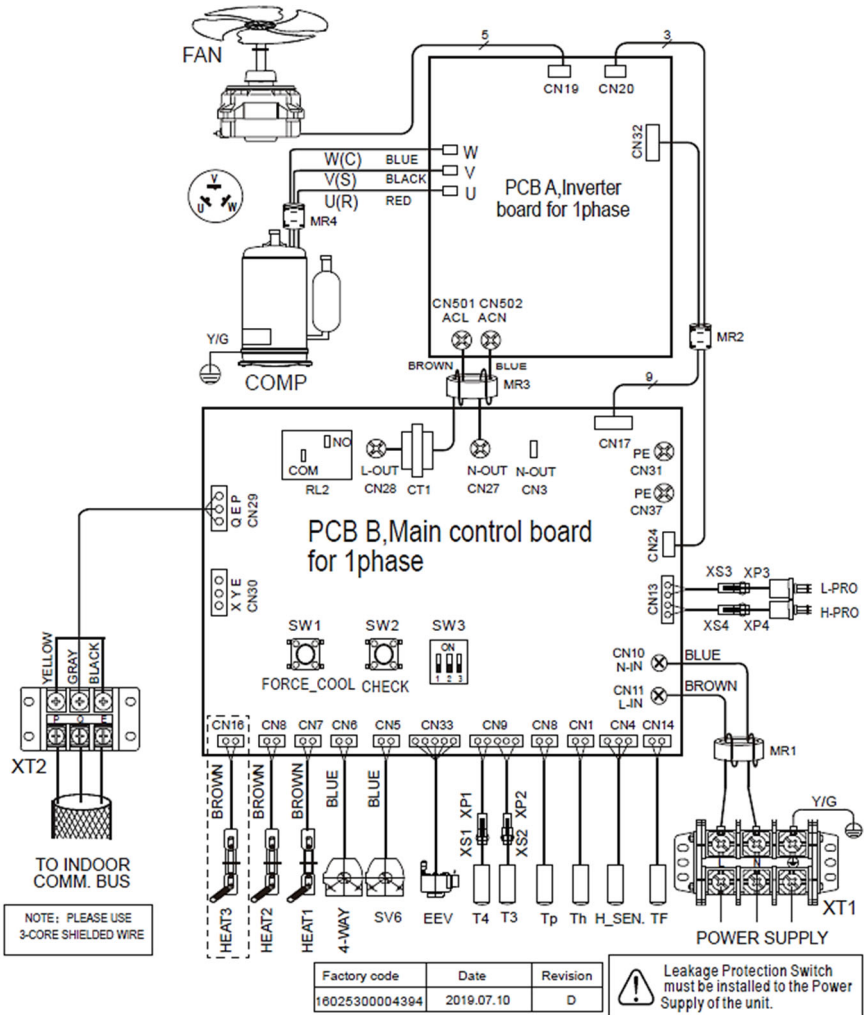 FAN
5
3
CN19
CN20
CN32
W
V
U
W(C) BLUE
V(S) BLACK
U(R) RED
PCB A,Inverter
board for 1phase
V
U
W
MR4
CN501
ACL
CN502
ACN
MR2
Y/G
COMP
BROWN
BLUE
MR3
9
CN17
NO
COM
RL2
L-OUT
CN28
CT1
N-OUT
CN27
N-OUT
CN3
PE
CN31
PE
CN37
Q E P
CN29
PCB B,Main control board
for 1phase
CN24
X Y E
CN30
CN13
XS3 XP3
L-PRO
XS4 XP4
H-PRO
SW1
FORCE_COOL
SW2
CHECK
SW3
ON
1 2 3
CN10
N-IN
BLUE
CN11
L-IN
BROWN
YELLOW
GRAY
BLACK
P Q E
XT2
CN16
CN8
CN7
CN6
CN5
CN33
CN9
CN8
CN1
CN4
CN14
MR1
BROWN
BROWN
BROWN
BLUE
BLUE
XS1 XP1
XS2 XP2
Y/G
L
N
XT1
TO INDOOR
COMM. BUS
HEAT3
HEAT2
HEAT1
4-WAY
SV6
EEV
T4
T3
Tp
Th
H_SEN.
TF
POWER SUPPLY
NOTE: PLEASE USE
3-CORE SHIELDED WIRE
Factory code Date Revision
16025300004394 2019.07.10 D
Leakage Protection Switch
must be installed to the Power
Supply of the unit.